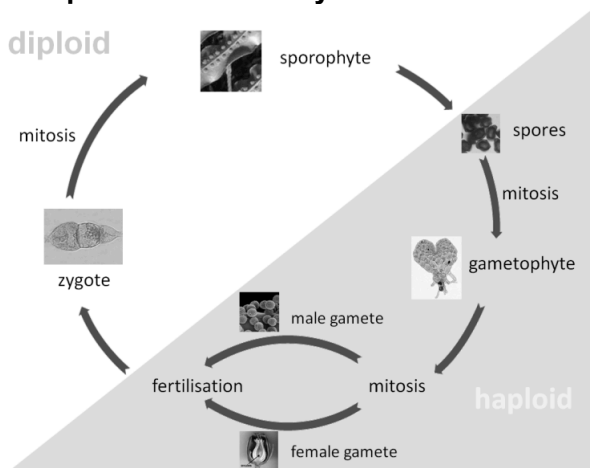 diploid
sporophyte
spores
mitosis
mitosis
gametophyte
zygote
male gamete
fertilisation
mitosis
haploid
female gamete